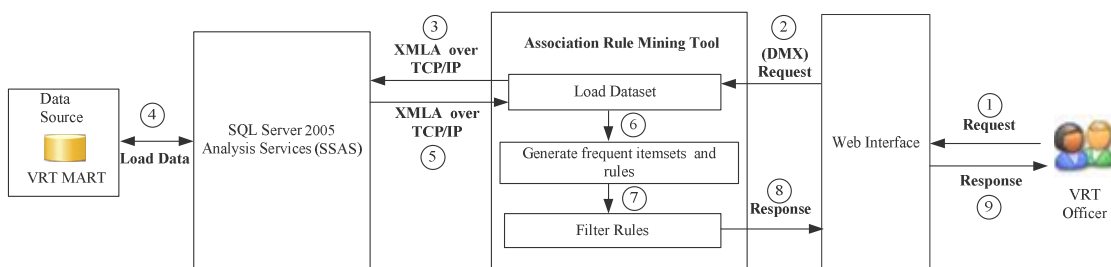 Data
Source
VRT MART
4
Load Data
SQL Server 2005
Analysis Services (SSAS)
3
XMLA over
TCP/IP
XMLA over
TCP/IP
5
Association Rule Mining Tool
Load Dataset
6
Generate frequent itemsets and
rules
7
Filter Rules
2
(DMX)
Request
8
Response
Web Interface
1
Request
Response
9
VRT
Officer